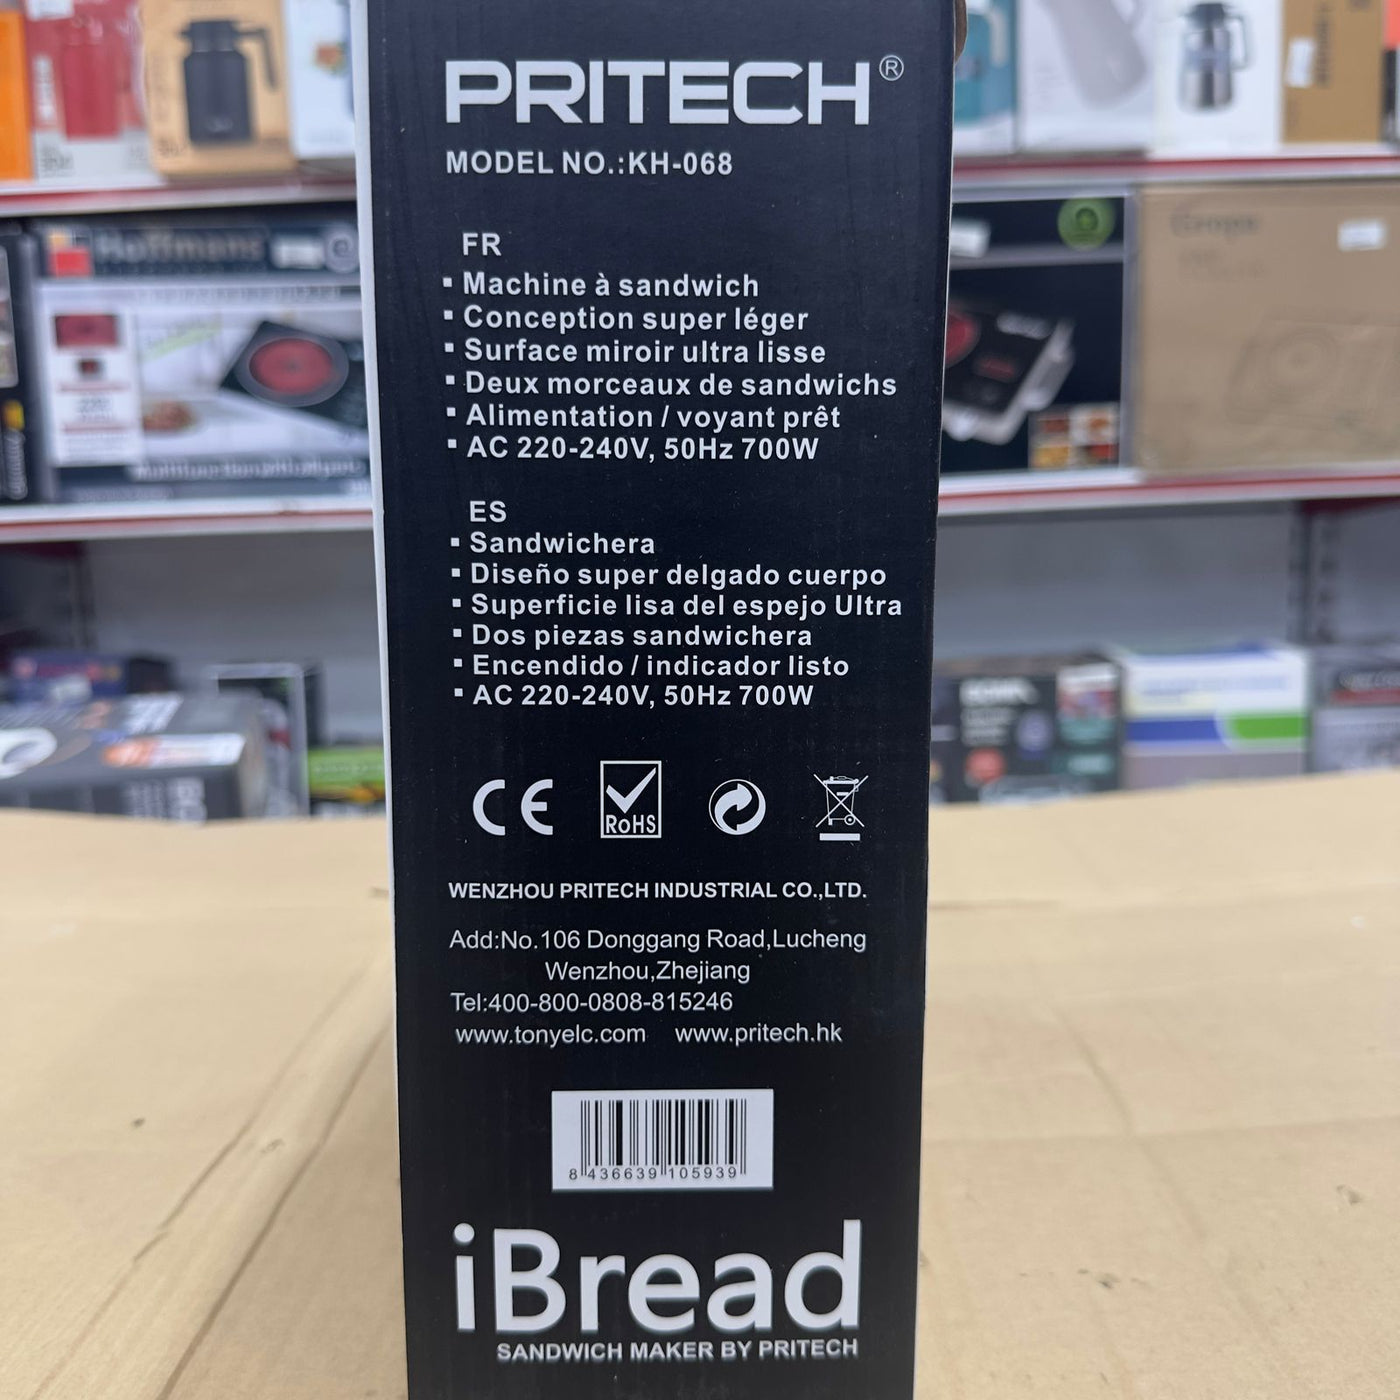 PRITECH®
MODEL NO.:KH-068
FR
▪ Machine à sandwich
▪ Conception super léger
▪ Surface miroir ultra lisse
▪ Deux morceaux de sandwichs
▪ Alimentation / voyant prêt
▪ AC 220-240V, 50Hz 700W
ES
▪ Sandwichera
▪ Diseño super delgado cuerpo
▪ Superficie lisa del espejo Ultra
▪ Dos piezas sandwichera
▪ Encendido / indicador listo
▪ AC 220-240V, 50Hz 700W
CE
RoHS
WENZHOU PRITECH INDUSTRIAL CO.,LTD.
Add:No.106 Donggang Road,Lucheng
Wenzhou,Zhejiang
Tel:400-800-0808-815246
www.tonyelc.com www.pritech.hk
8 436639 105939
iBread
SANDWICH MAKER BY PRITECH
Hoffmans